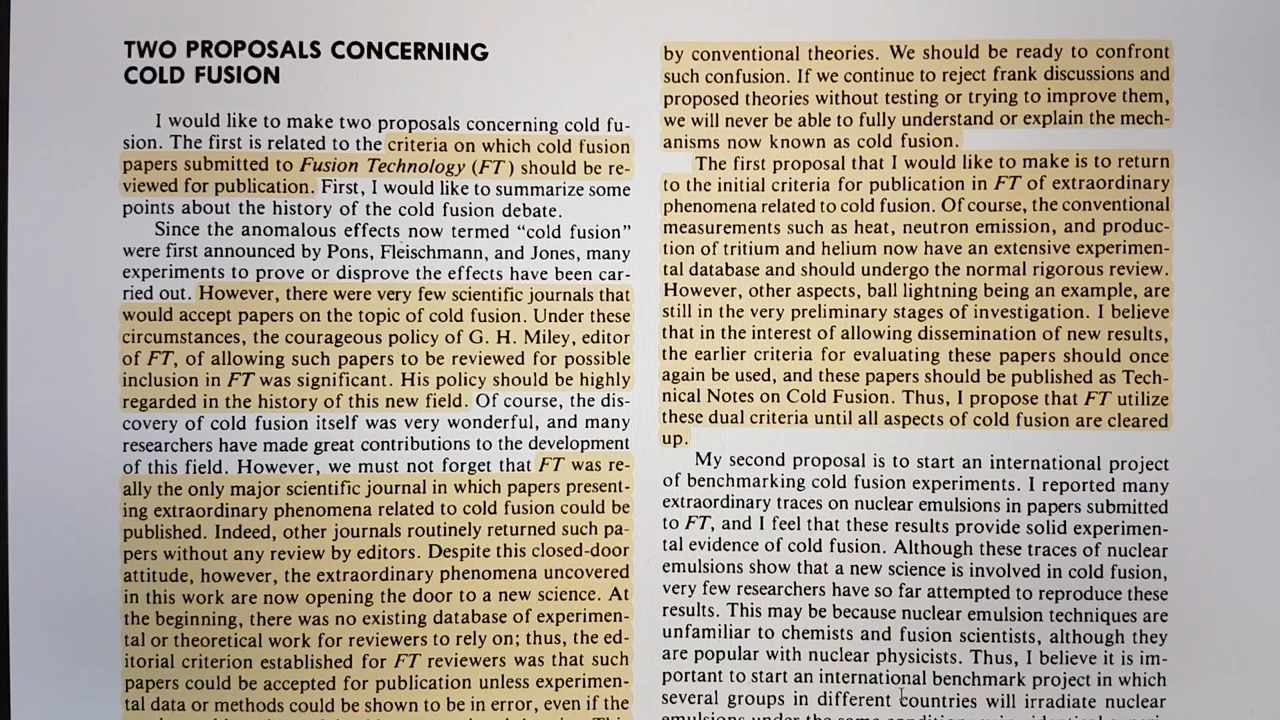 TWO PROPOSALS CONCERNING
COLD FUSION
I would like to make two proposals concerning cold fu-
sion. The first is related to the criteria on which cold fusion
papers submitted to Fusion Technology (FT) should be re-
viewed for publication. First, I would like to summarize some
points about the history of the cold fusion debate.
Since the anomalous effects now termed “cold fusion”
were first announced by Pons, Fleischmann, and Jones, many
experiments to prove or disprove the effects have been car-
ried out. However, there were very few scientific journals that
would accept papers on the topic of cold fusion. Under these
circumstances, the courageous policy of G. H. Miley, editor
of FT, of allowing such papers to be reviewed for possible
inclusion in FT was significant. His policy should be highly
regarded in the history of this new field. Of course, the dis-
covery of cold fusion itself was very wonderful, and many
researchers have made great contributions to the development
of this field. However, we must not forget that FT was re-
ally the only major scientific journal in which papers present-
ing extraordinary phenomena related to cold fusion could be
published. Indeed, other journals routinely returned such pa-
pers without any review by editors. Despite this closed-door
attitude, however, the extraordinary phenomena uncovered
in this work are now opening the door to a new science. At
the beginning, there was no existing database of experimen-
tal or theoretical work for reviewers to rely on; thus, the ed-
itorial criterion established for FT reviewers was that such
papers could be accepted for publication unless experimen-
tal data or methods could be shown to be in error, even if the
by conventional theories. We should be ready to confront
such confusion. If we continue to reject frank discussions and
proposed theories without testing or trying to improve them,
we will never be able to fully understand or explain the mech-
anisms now known as cold fusion.
The first proposal that I would like to make is to return
to the initial criteria for publication in FT of extraordinary
phenomena related to cold fusion. Of course, the conventional
measurements such as heat, neutron emission, and produc-
tion of tritium and helium now have an extensive experimen-
tal database and should undergo the normal rigorous review.
However, other aspects, ball lightning being an example, are
still in the very preliminary stages of investigation. I believe
that in the interest of allowing dissemination of new results,
the earlier criteria for evaluating these papers should once
again be used, and these papers should be published as Tech-
nical Notes on Cold Fusion. Thus, I propose that FT utilize
these dual criteria until all aspects of cold fusion are cleared
up.
My second proposal is to start an international project
of benchmarking cold fusion experiments. I reported many
extraordinary traces on nuclear emulsions in papers submitted
to FT, and I feel that these results provide solid experimen-
tal evidence of cold fusion. Although these traces of nuclear
emulsions show that a new science is involved in cold fusion,
very few researchers have so far attempted to reproduce these
results. This may be because nuclear emulsion techniques are
unfamiliar to chemists and fusion scientists, although they
are popular with nuclear physicists. Thus, I believe it is im-
portant to start an international benchmark project in which
several groups in different countries will irradiate nuclear